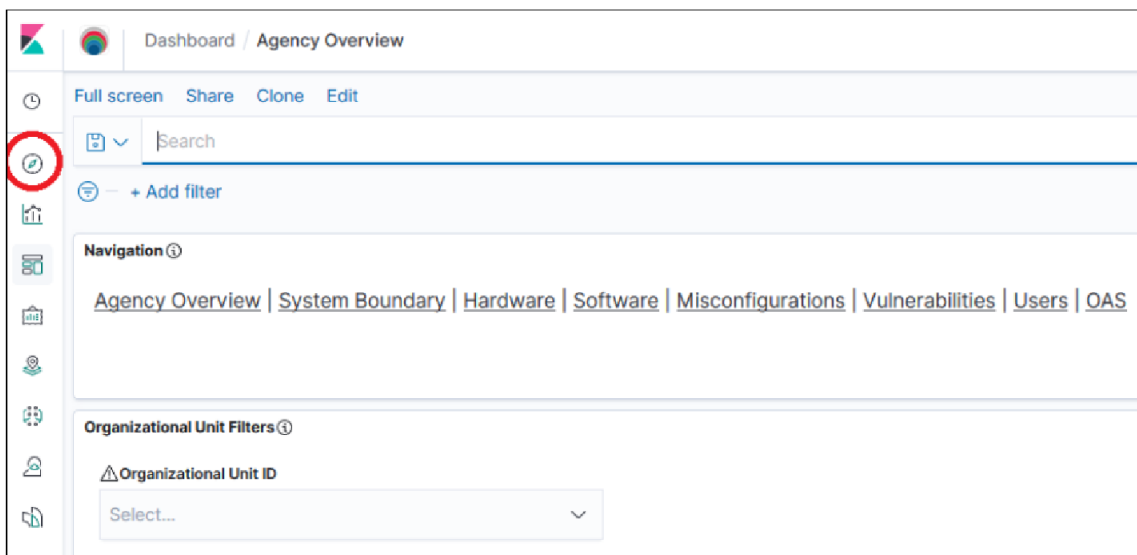 Dashboard / Agency Overview
Full screen Share Clone Edit
Search
+ Add filter
Navigation
Agency Overview | System Boundary | Hardware | Software | Misconfigurations | Vulnerabilities | Users | OAS
Organizational Unit Filters
Organizational Unit ID
Select...